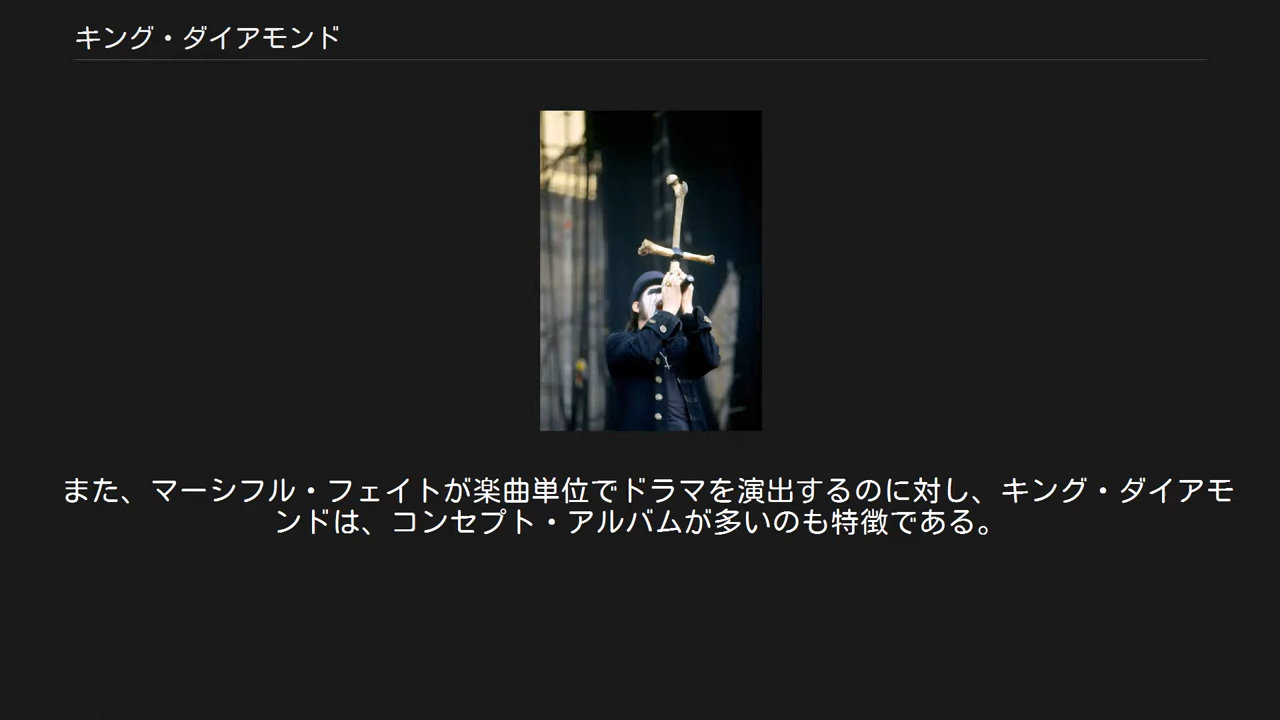 キング・ダイアモンド
また、マーシフル・フェイトが楽曲単位でドラマを演出するのに対し、キング・ダイアモ
ンドは、コンセプト・アルバムが多いのも特徴である。